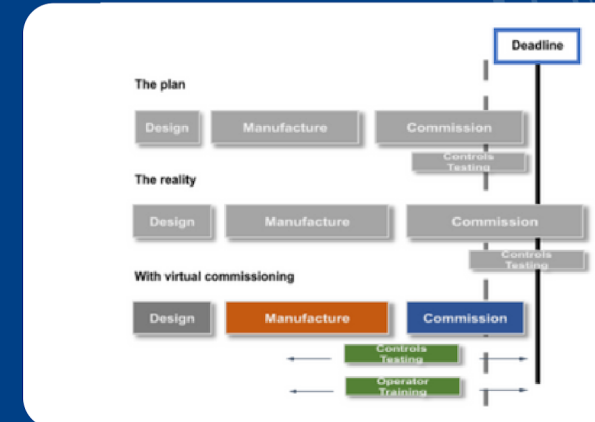 Deadline
The plan
Design Manufacture Commission
Controls
Testing
The reality
Design Manufacture Commission
Controls
Testing
With virtual commissioning
Design Manufacture Commission
Controls
Testing
Operator
Training